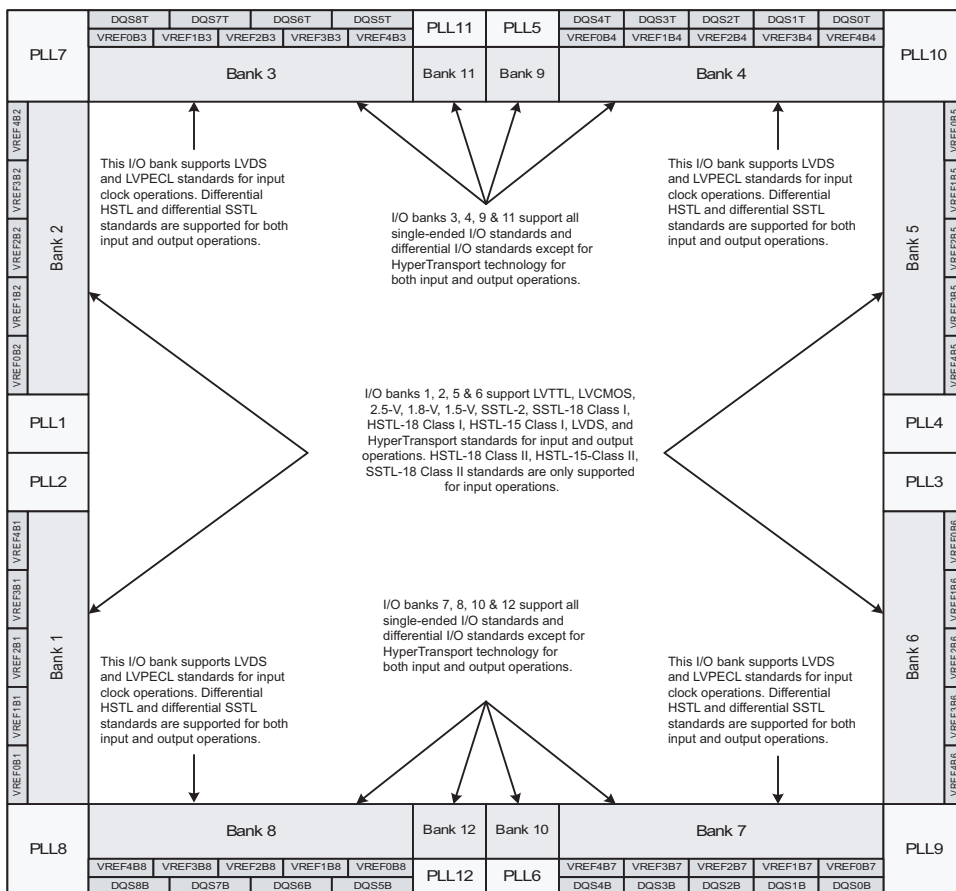 DQS8T DQS7T DQS6T DQS5T
PLL11 PLL5
DQS4T DQS3T DQS2T DQS1T DQS0T
VREF0B3 VREF1B3 VREF2B3 VREF3B3 VREF4B3
VREF0B4 VREF1B4 VREF2B4 VREF3B4 VREF4B4
PLL7
Bank 3
Bank 11
Bank 9
Bank 4
PLL10
VREF4B2
VREF3B2
VREF2B2
VREF1B2
VREF0B2
Bank 2
This I/O bank supports LVDS
and LVPECL standards for input
clock operations. Differential
HSTL and differential SSTL
standards are supported for both
input and output operations.
I/O banks 3, 4, 9 & 11 support all
single-ended I/O standards and
differential I/O standards except for
HyperTransport technology for
both input and output operations.
This I/O bank supports LVDS
and LVPECL standards for input
clock operations. Differential
HSTL and differential SSTL
standards are supported for both
input and output operations.
Bank 5
VREF0B5
VREF1B5
VREF2B5
VREF3B5
VREF4B5
PLL1
PLL2
I/O banks 1, 2, 5 & 6 support LVTTL, LVCMOS,
2.5-V, 1.8-V, 1.5-V, SSTL-2, SSTL-18 Class I,
HSTL-18 Class I, HSTL-15 Class I, LVDS, and
HyperTransport standards for input and output
operations. HSTL-18 Class II, HSTL-15-Class II,
SSTL-18 Class II standards are only supported
for input operations.
PLL4
PLL3
VREF4B1
VREF3B1
VREF2B1
VREF1B1
VREF0B1
Bank 1
This I/O bank supports LVDS
and LVPECL standards for input
clock operations. Differential
HSTL and differential SSTL
standards are supported for both
input and output operations.
I/O banks 7, 8, 10 & 12 support all
single-ended I/O standards and
differential I/O standards except for
HyperTransport technology for
both input and output operations.
This I/O bank supports LVDS
and LVPECL standards for input
clock operations. Differential
HSTL and differential SSTL
standards are supported for both
input and output operations.
Bank 6
VREF0B6
VREF1B6
VREF2B6
VREF3B6
VREF4B6
PLL8
Bank 8
Bank 12
Bank 10
Bank 7
PLL9
VREF4B8 VREF3B8 VREF2B8 VREF1B8 VREF0B8
PLL12 PLL6
VREF4B7 VREF3B7 VREF2B7 VREF1B7 VREF0B7
DQS8B DQS7B DQS6B DQS5B
DQS4B DQS3B DQS2B DQS1B DQS0B